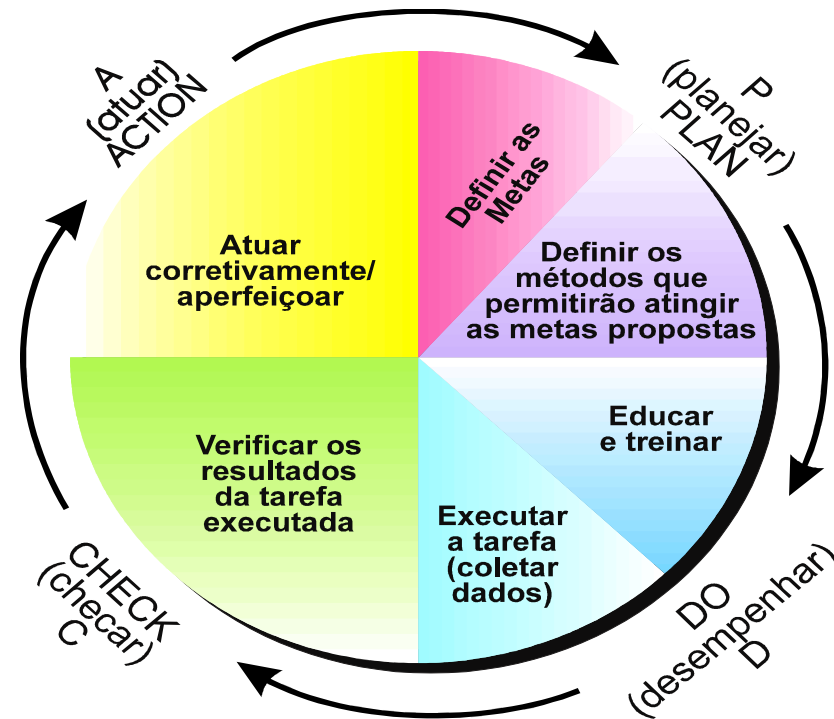 A
(atuar)
ACTION
P
(planejar)
PLAN
Definir as
Metas
Definir os
métodos que
permitirão atingir
as metas propostas
Atuar
corretivamente/
aperfeiçoar
Educar
e treinar
Verificar os
resultados
da tarefa
executada
Executar
a tarefa
(coletar
dados)
CHECK
(checar)
C
DO
(desempenhar)
D